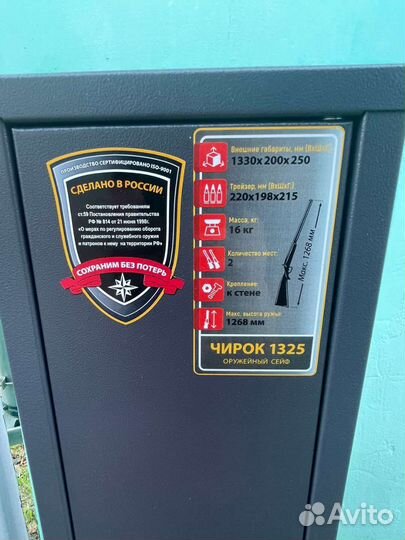 ПРОИЗВОДСТВО СЕРТИФИЦИРОВАНО ISO-9001
СДЕЛАНО В РОССИИ
Соответствует требованиям
ст.59 Постановления правительства
РФ № 814 от 21 июня 1998г.
«О мерах по регулированию оборота
гражданского и служебного оружия
и патронов к нему на территории РФ»
СОХРАНИМ БЕЗ ПОТЕРЬ
Внешние габариты, мм (ВхШхГ):
1330х200х250
Трейзер, мм (ВхШхГ):
220х198х215
Масса, кг:
16 кг
Количество мест:
2
Крепление:
к стене
Макс. высота ружья:
1268 мм
Макс. 1268 мм
ЧИРОК 1325
ОРУЖЕЙНЫЙ СЕЙФ
Avito